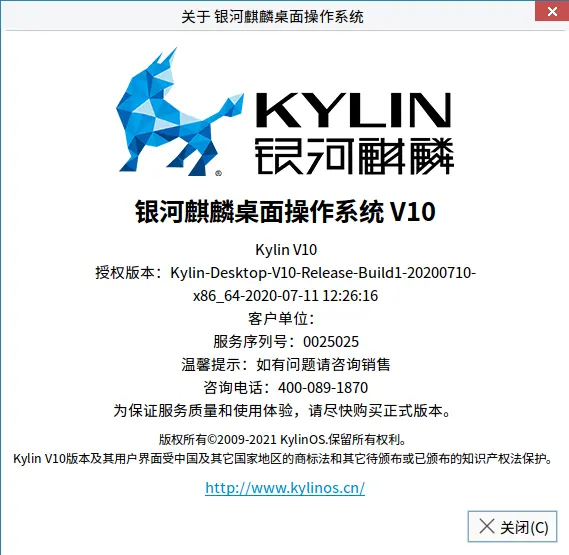 关于 银河麒麟桌面操作系统
KYLIN
银河麒麟
®
银河麒麟桌面操作系统 V10
Kylin V10
授权版本：Kylin-Desktop-V10-Release-Build1-20200710-
x86_64-2020-07-11 12:26:16
客户单位：
服务序列号：0025025
温馨提示：如有问题请咨询销售
咨询电话：400-089-1870
为保证服务质量和使用体验，请尽快购买正式版本。
版权所有©2009-2021 KylinOS.保留所有权利。
Kylin V10版本及其用户界面受中国及其它国家地区的商标法和其它待颁布或已颁布的知识产权法保护。
http://www.kylinos.cn/
关闭(C)